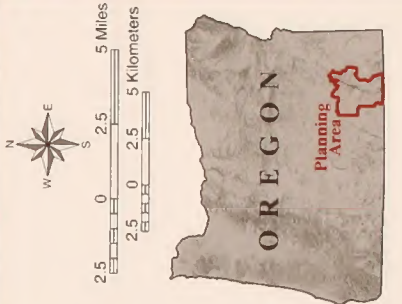 N
W E
S
2.5 0 2.5 5 Miles
2.5 0 2.5 5 Kilometers
OREGON
Planning
Area